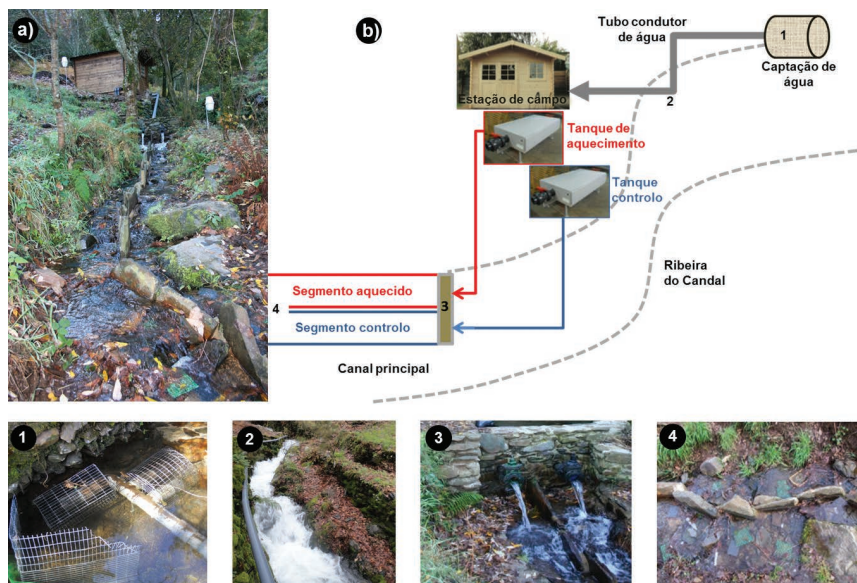 a)
b)
Tubo condutor
de água
1
Captação de
água
2
Estação de campo
Tanque de
aquecimento
Tanque
controlo
Ribeira
do Candal
Segmento aquecido
4
3
Segmento controlo
Canal principal
1
2
3
4